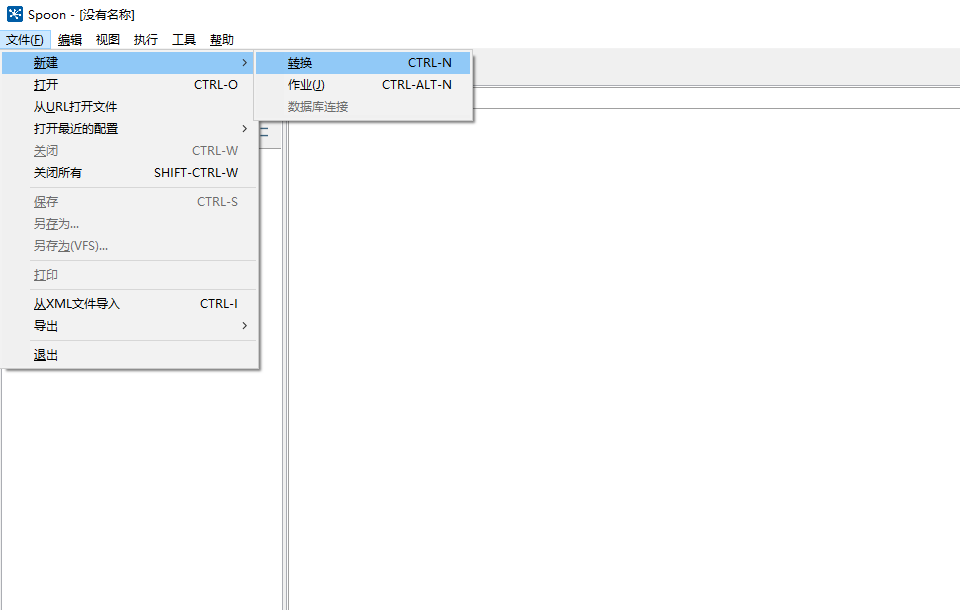 Spoon - [没有名称]
文件(F) 编辑 视图 执行 工具 帮助
新建
转换 CTRL-N
打开 CTRL-O
作业(J) CTRL-ALT-N
从URL打开文件
数据库连接
打开最近的配置
关闭 CTRL-W
关闭所有 SHIFT-CTRL-W
保存 CTRL-S
另存为...
另存为(VFS)...
打印
从XML文件导入 CTRL-I
导出
退出